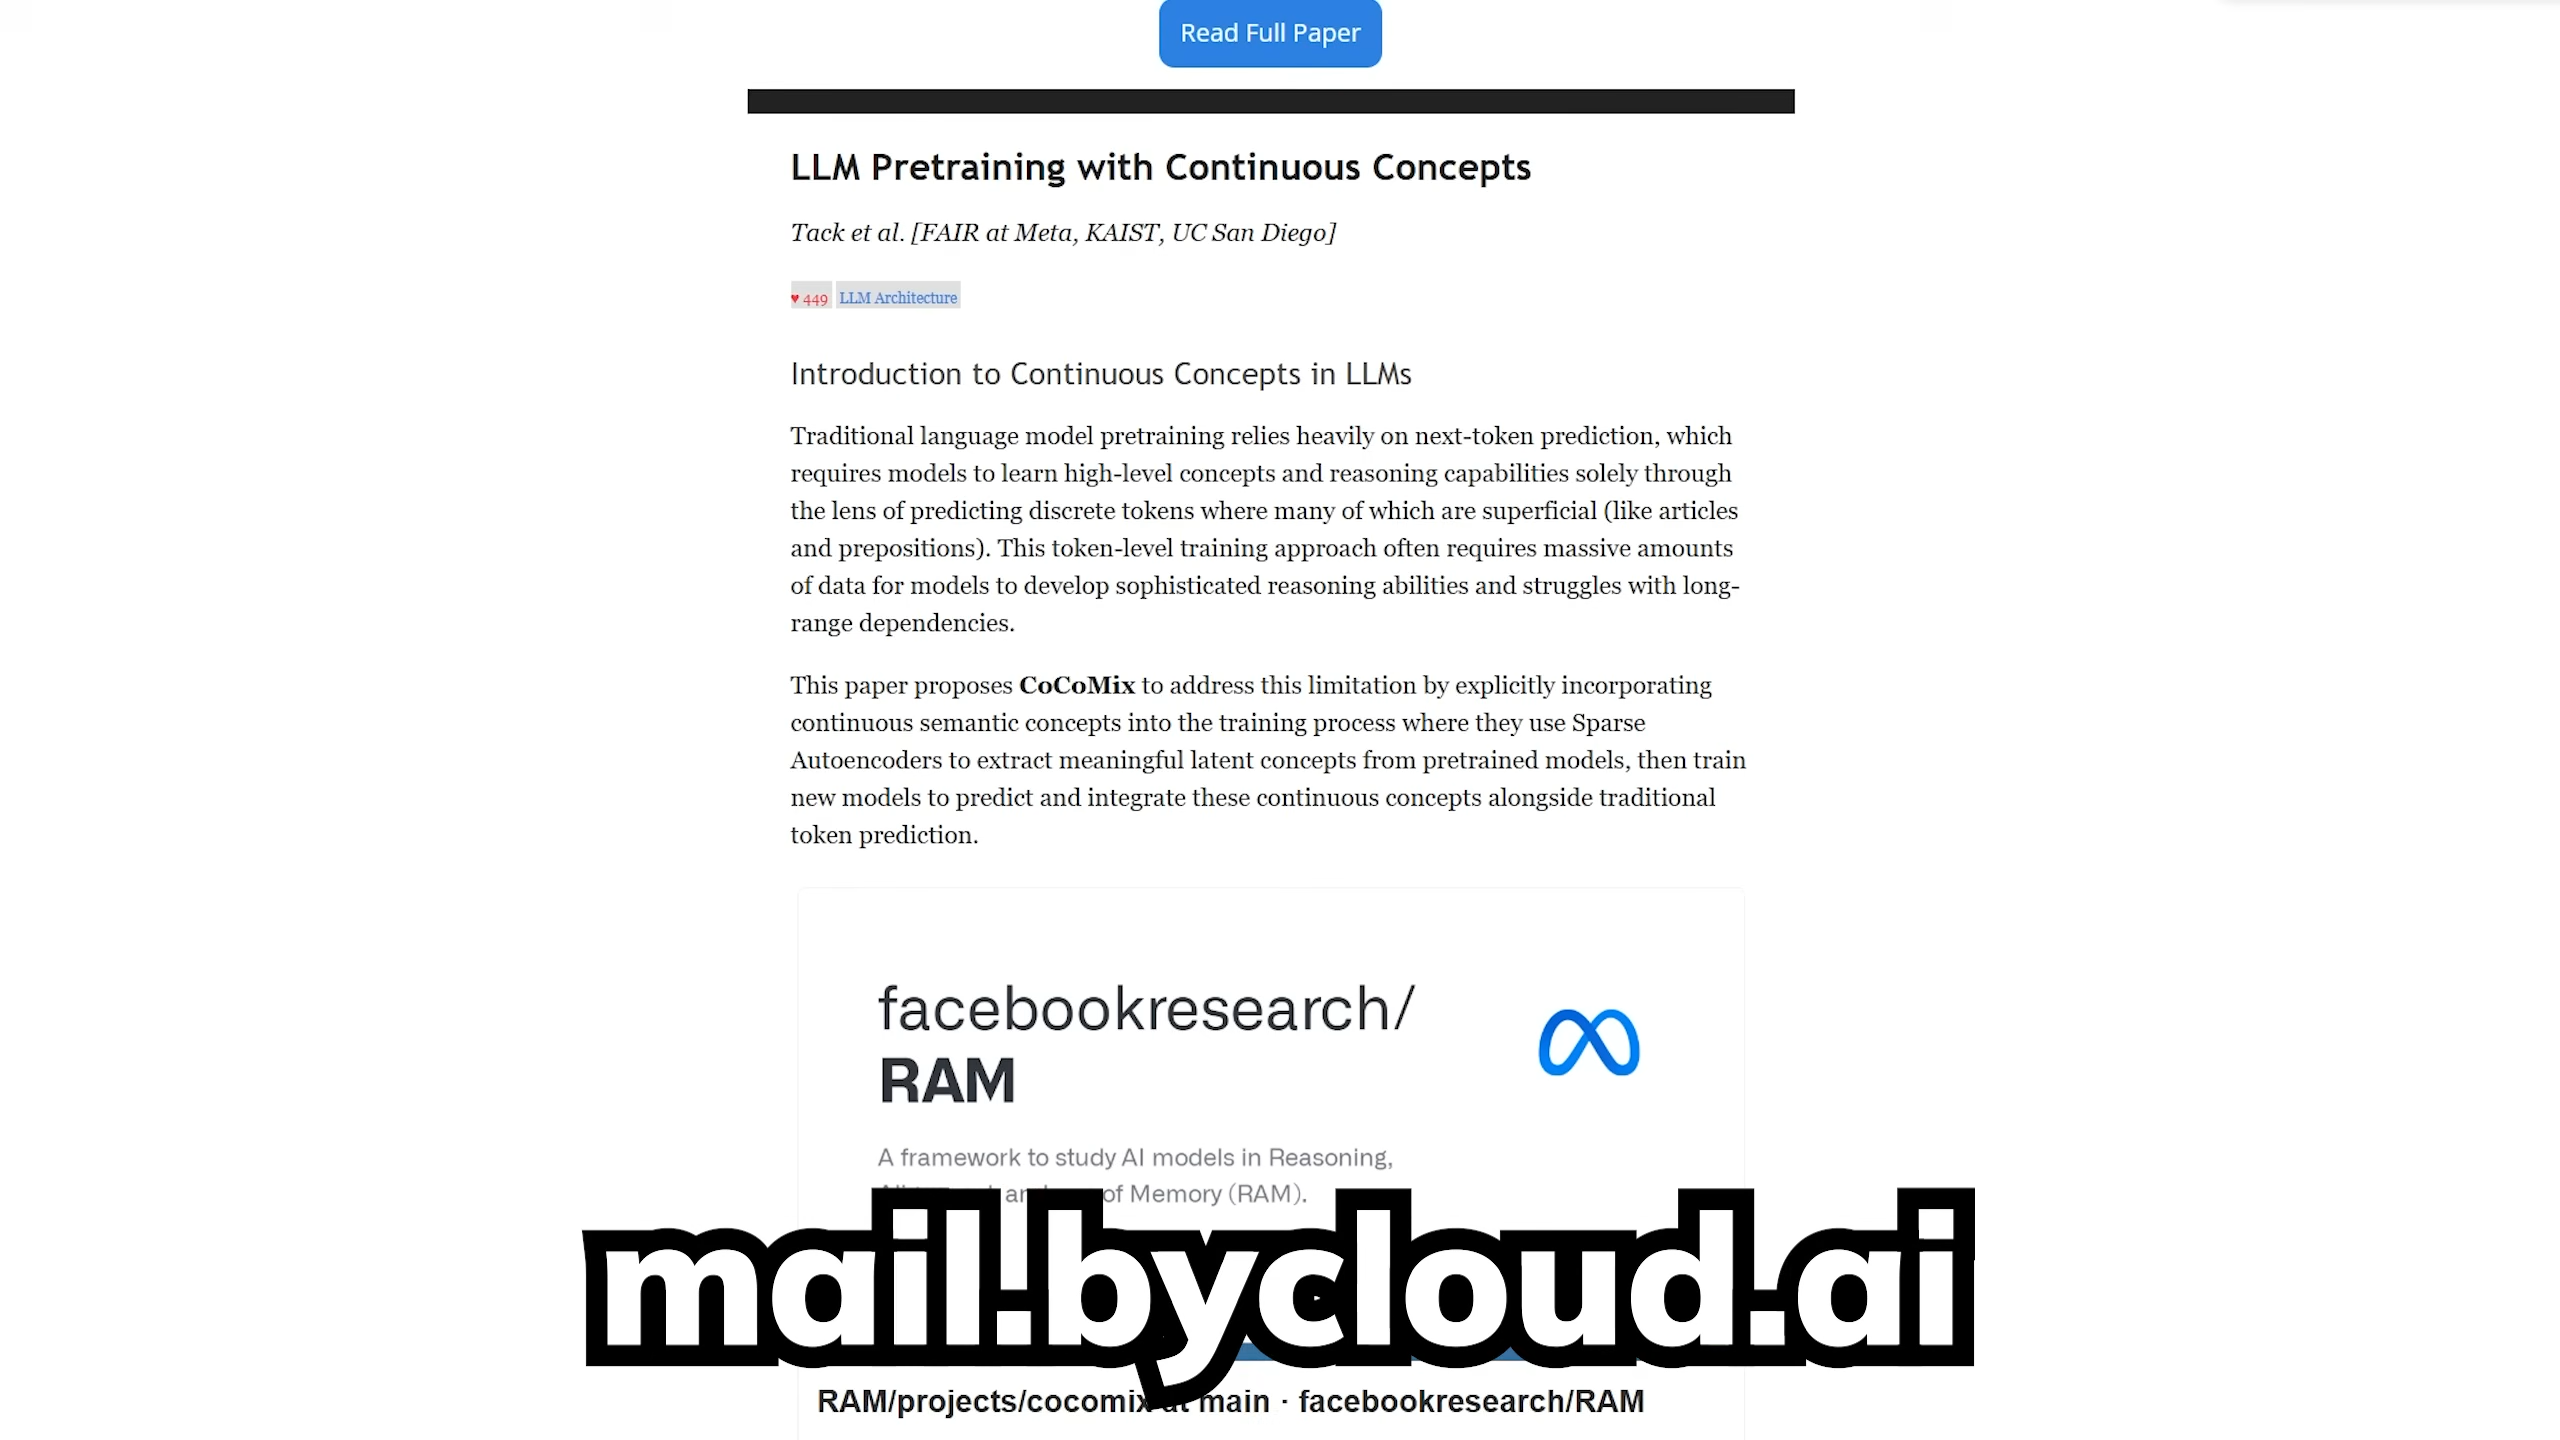 Read Full Paper
LLM Pretraining with Continuous Concepts
Tack et al. [FAIR at Meta, KAIST, UC San Diego]
♥ 449 LLM Architecture
Introduction to Continuous Concepts in LLMs
Traditional language model pretraining relies heavily on next-token prediction, which
requires models to learn high-level concepts and reasoning capabilities solely through
the lens of predicting discrete tokens where many of which are superficial (like articles
and prepositions). This token-level training approach often requires massive amounts
of data for models to develop sophisticated reasoning abilities and struggles with long-
range dependencies.
This paper proposes CoCoMix to address this limitation by explicitly incorporating
continuous semantic concepts into the training process where they use Sparse
Autoencoders to extract meaningful latent concepts from pretrained models, then train
new models to predict and integrate these continuous concepts alongside traditional
token prediction.
facebookresearch/
RAM
A framework to study AI models in Reasoning,
of Memory (RAM).
mail.bycloud.ai
RAM/projects/cocomix at main · facebookresearch/RAM